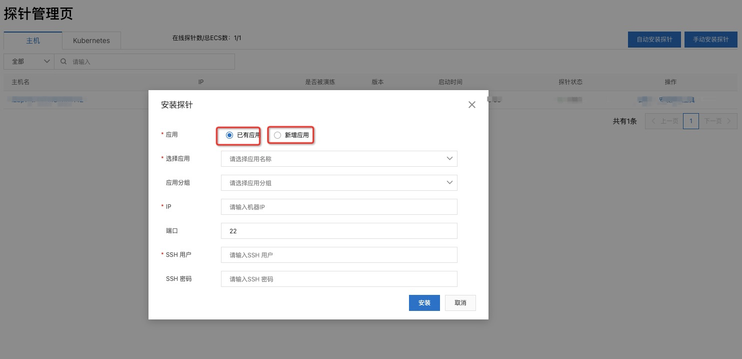 探针管理页
主机 Kubernetes 在线探针数/总ECS数：1/1 自动安装探针 手动安装探针
全部 请输入
主机名 IP 是否被演练 版本 启动时间 探针状态 操作
共有1条 上一页 1 下一页
安装探针
* 应用 已有应用 新增应用
* 选择应用 请选择应用名称
应用分组 请选择应用分组
* IP 请输入机器IP
端口 22
* SSH 用户 请输入SSH 用户
SSH 密码 请输入SSH 密码
安装 取消